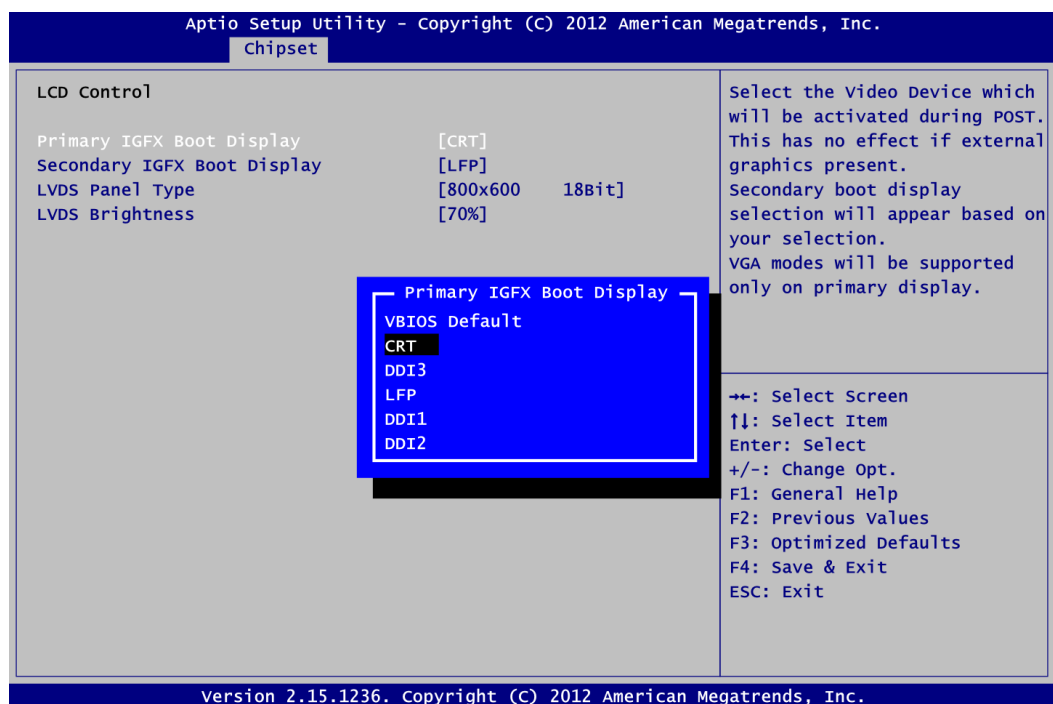 Aptio Setup Utility - Copyright (C) 2012 American Megatrends, Inc.
Chipset
LCD Control
Primary IGFX Boot Display [CRT]
Secondary IGFX Boot Display [LFP]
LVDS Panel Type [800x600 18Bit]
LVDS Brightness [70%]
Primary IGFX Boot Display
VBIOS Default
CRT
DDI3
LFP
DDI1
DDI2
Select the Video Device which
will be activated during POST.
This has no effect if external
graphics present.
Secondary boot display
selection will appear based on
your selection.
VGA modes will be supported
only on primary display.
→←: Select Screen
↑↓: Select Item
Enter: Select
+/-: Change Opt.
F1: General Help
F2: Previous Values
F3: Optimized Defaults
F4: Save & Exit
ESC: Exit
Version 2.15.1236. Copyright (C) 2012 American Megatrends, Inc.